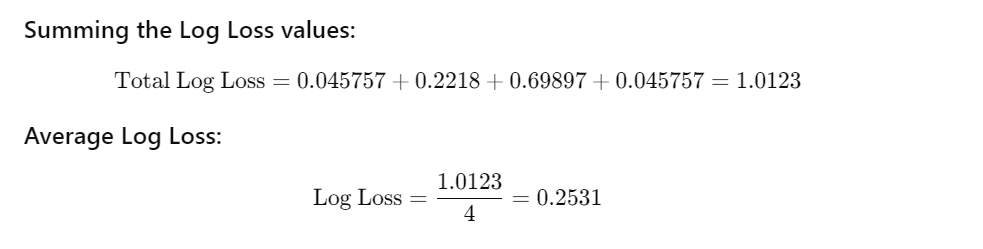 Summing the Log Loss values:
Total Log Loss = 0.045757 + 0.2218 + 0.69897 + 0.045757 = 1.0123
Average Log Loss:
Log Loss = 1.0123 / 4 = 0.2531